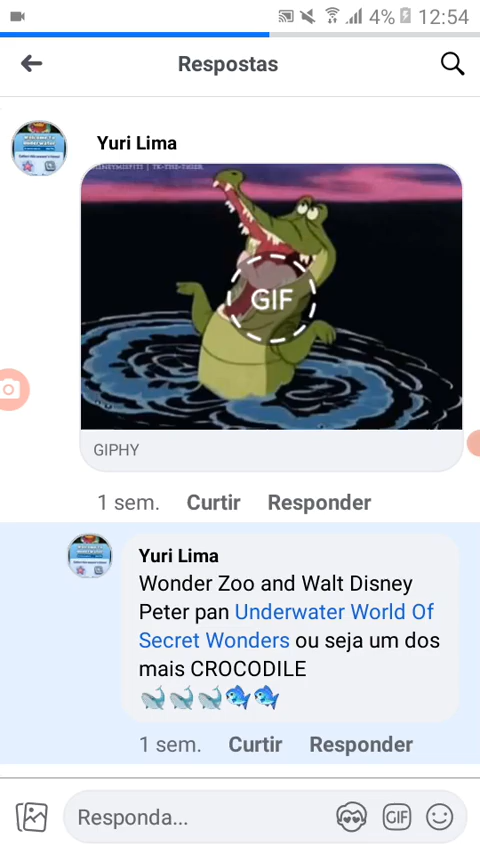 4% 12:54
Respostas
Yuri Lima
GIF
GIPHY
1 sem. Curtir Responder
Yuri Lima
Wonder Zoo and Walt Disney
Peter pan Underwater World Of
Secret Wonders ou seja um dos
mais CROCODILE
🐳🐳🐳🐟🐟
1 sem. Curtir Responder
Responda... GIF